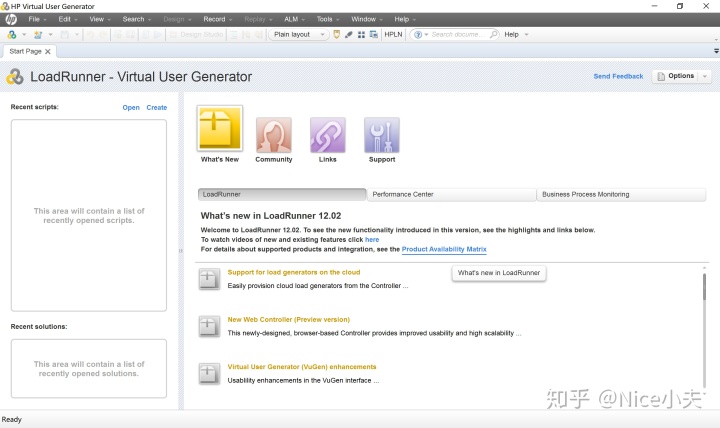 HP Virtual User Generator
File Edit View Search Design Record Replay ALM Tools Window Help
Design Studio Plain layout HPLN Search docume... Help
Start Page
LoadRunner - Virtual User Generator
Send Feedback Options
Recent scripts: Open Create
This area will contain a list of
recently opened scripts.
Recent solutions:
This area will contain a list of
recently opened solutions.
What's New Community Links Support
LoadRunner Performance Center Business Process Monitoring
What's new in LoadRunner 12.02
Welcome to LoadRunner 12.02. To see the new functionality introduced in this version, see the highlights and links below.
To watch videos of new and existing features click here
For details about supported products and integration, see the Product Availability Matrix
Support for load generators on the cloud
What's new in LoadRunner
Easily provision cloud load generators from the Controller ...
New Web Controller (Preview version)
This newly-designed, browser-based Controller provides improved usability and high scalability ...
Virtual User Generator (VuGen) enhancements
Usability enhancements in the VuGen interface ...
知乎 @Nice小夫
Ready